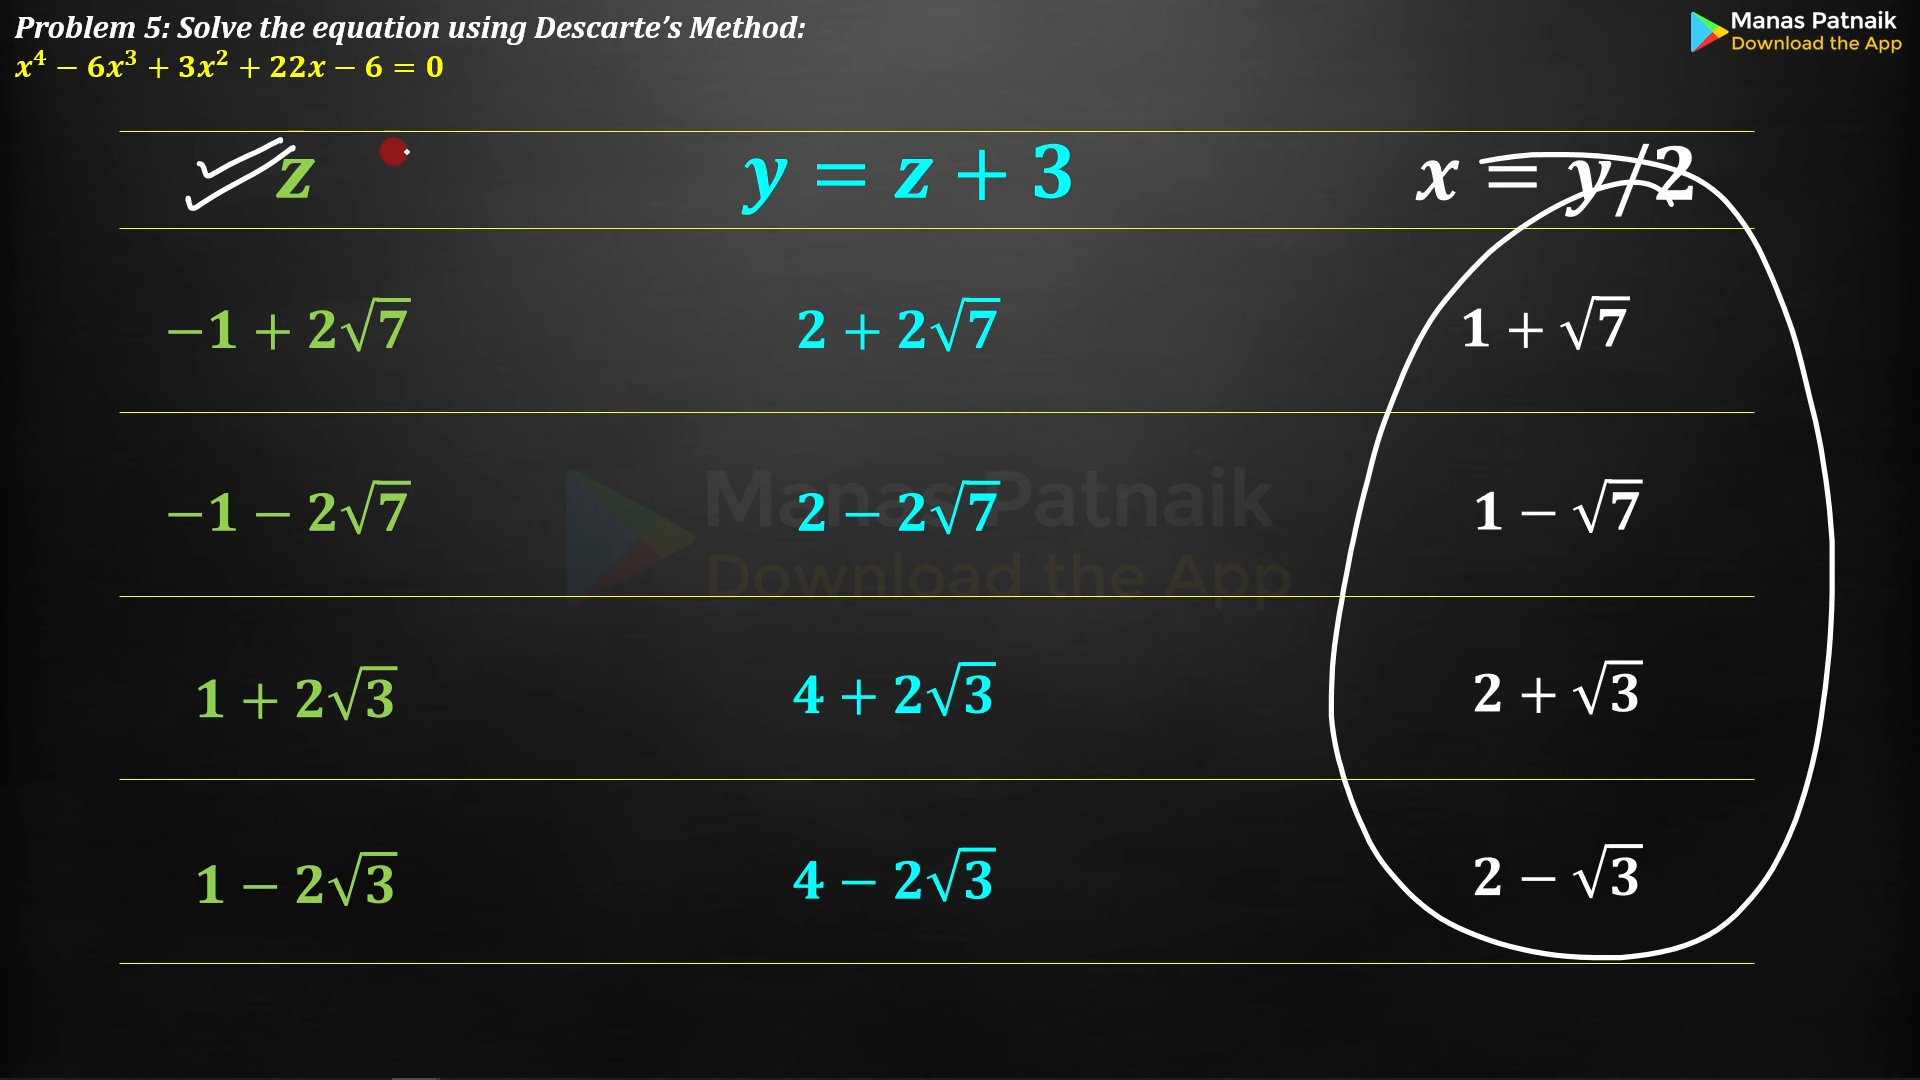 Problem 5: Solve the equation using Descarte's Method:
x⁴ − 6x³ + 3x² + 22x − 6 = 0
Manas Patnaik
Download the App
z y = z + 3 x = y/2
−1 + 2√7 2 + 2√7 1 + √7
−1 − 2√7 2 − 2√7 1 − √7
Manas Patnaik
Download the App
1 + 2√3 4 + 2√3 2 + √3
1 − 2√3 4 − 2√3 2 − √3